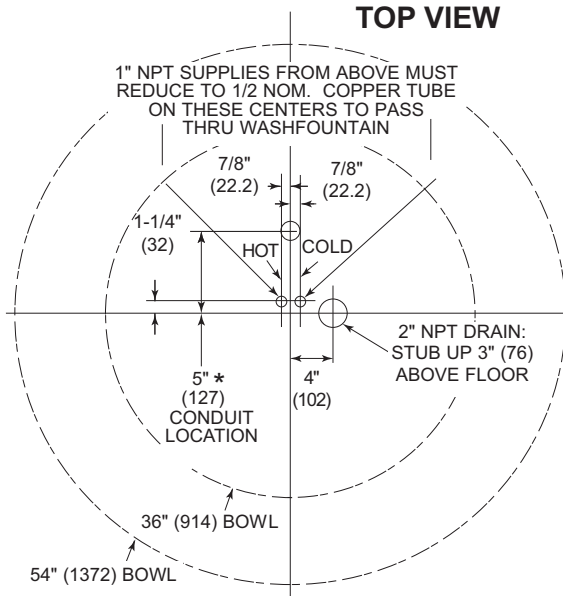 TOP VIEW
1" NPT SUPPLIES FROM ABOVE MUST
REDUCE TO 1/2 NOM. COPPER TUBE
ON THESE CENTERS TO PASS
THRU WASHFOUNTAIN
7/8"
(22.2)
7/8"
(22.2)
1-1/4"
(32)
HOT
COLD
2" NPT DRAIN:
STUB UP 3" (76)
ABOVE FLOOR
5" *
(127)
CONDUIT
LOCATION
4"
(102)
36" (914) BOWL
54" (1372) BOWL